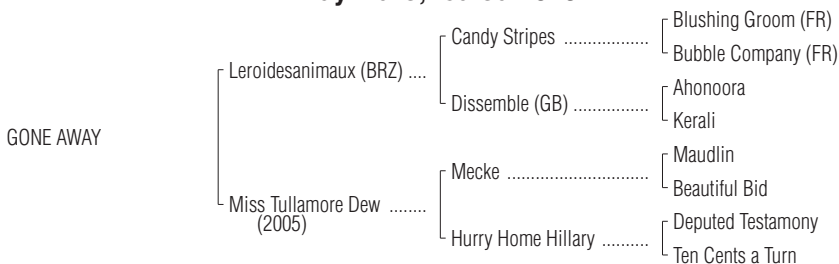 Blushing Groom (FR)
Candy Stripes ..................
Bubble Company (FR)
Leroidesanimaux (BRZ) ....
Ahonoora
Dissemble (GB) ................
Kerali
GONE AWAY
Maudlin
Mecke ..............................
Beautiful Bid
Miss Tullamore Dew ........
(2005)
Deputed Testamony
Hurry Home Hillary ..........
Ten Cents a Turn